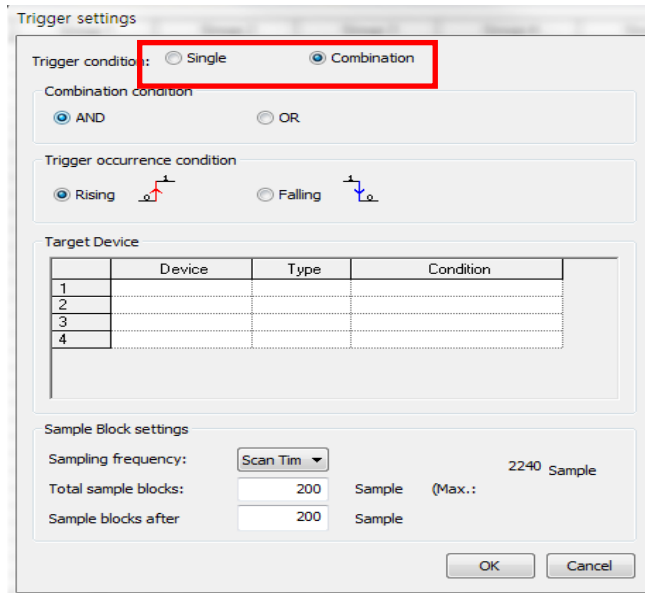 Trigger settings
Trigger condition: Single Combination
Combination condition
AND OR
Trigger occurrence condition
Rising 0 1 Falling 1 0
Target Device
Device Type Condition
1
2
3
4
Sample Block settings
Sampling frequency: Scan Tim 2240 Sample
Total sample blocks: 200 Sample (Max.:
Sample blocks after 200 Sample
OK Cancel